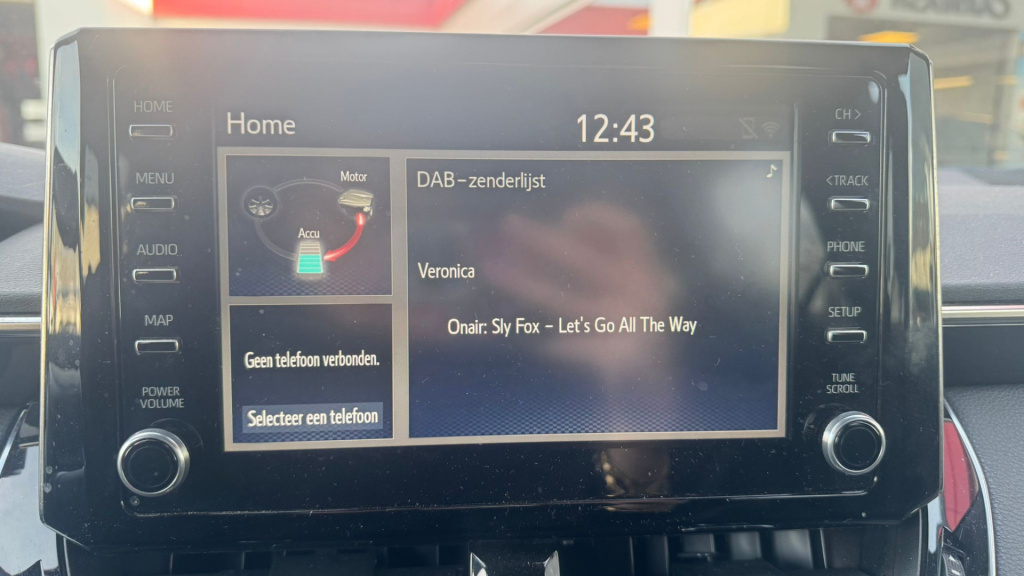 HOME
MENU
AUDIO
MAP
POWER
VOLUME
Home
12:43
Motor
Accu
Geen telefoon verbonden.
Selecteer een telefoon
DAB-zenderlijst
Veronica
Onair: Sly Fox - Let's Go All The Way
CH >
< TRACK
PHONE
SETUP
TUNE
SCROLL